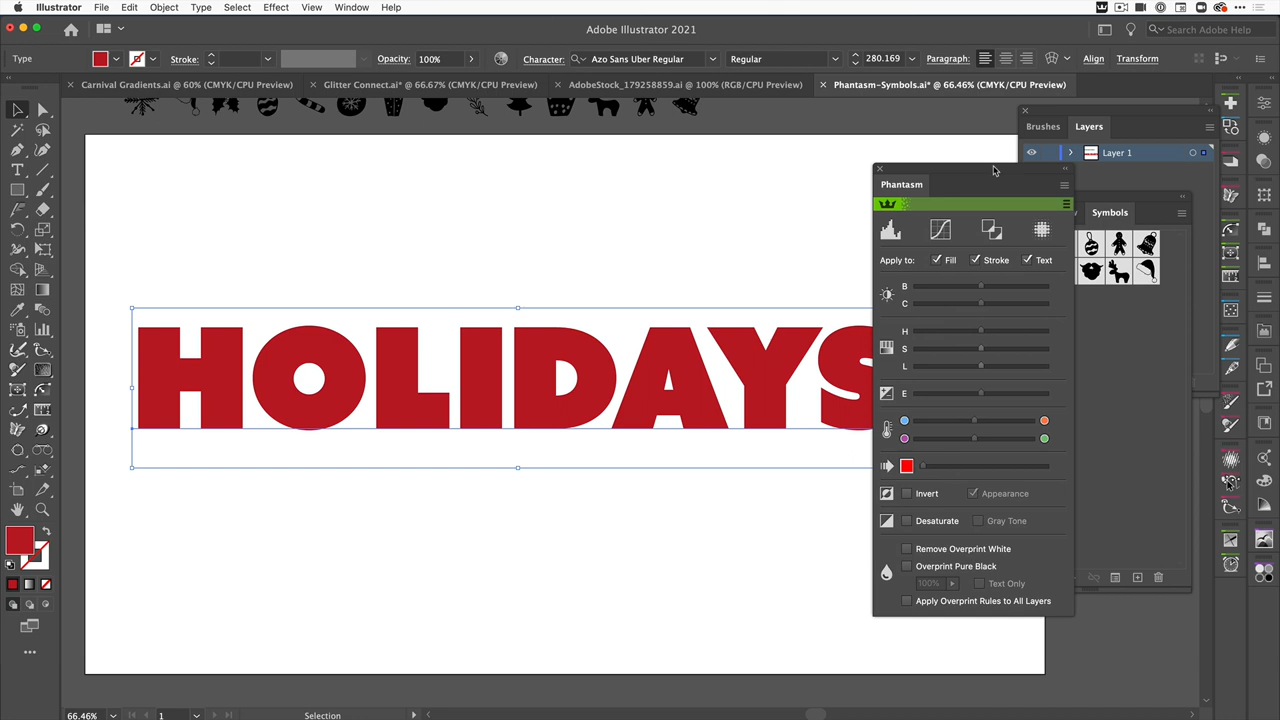 Illustrator File Edit Object Type Select Effect View Window Help
Adobe Illustrator 2021
Search Adobe Help
Type Stroke: Opacity: 100% Character: Azo Sans Uber Regular Regular 280.169 Paragraph: Align Transform
Carnival Gradients.ai @ 60% (CMYK/CPU Preview) Glitter Connect.ai* @ 66.67% (CMYK/CPU Preview) AdobeStock_179258859.ai @ 100% (RGB/CPU Preview) Phantasm-Symbols.ai* @ 66.46% (CMYK/CPU Preview)
Brushes Layers
Layer 1
Phantasm
Symbols
Apply to: Fill Stroke Text
B
C
H
S
L
E
HOLIDAYS
Invert Appearance
Desaturate Gray Tone
Remove Overprint White
Overprint Pure Black
100% Text Only
Apply Overprint Rules to All Layers
66.46% 1 Selection